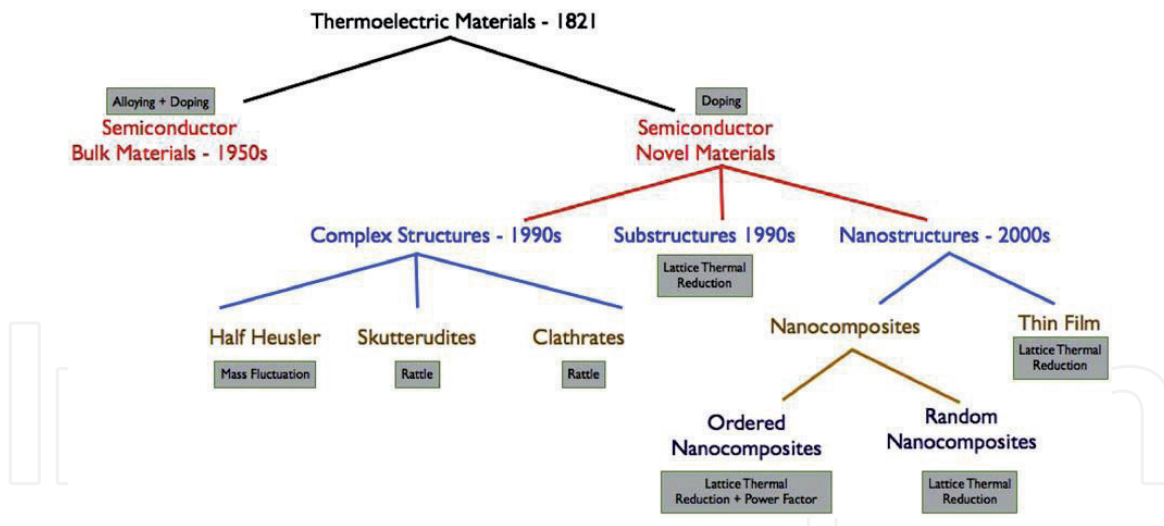 Thermoelectric Materials - 1821
Alloying + Doping
Semiconductor
Bulk Materials - 1950s
Doping
Semiconductor
Novel Materials
Complex Structures - 1990s
Substructures 1990s
Lattice Thermal
Reduction
Nanostructures - 2000s
Half Heusler
Mass Fluctuation
Skutterudites
Rattle
Clathrates
Rattle
Nanocomposites
Thin Film
Lattice Thermal
Reduction
Ordered
Nanocomposites
Lattice Thermal
Reduction + Power Factor
Random
Nanocomposites
Lattice Thermal
Reduction